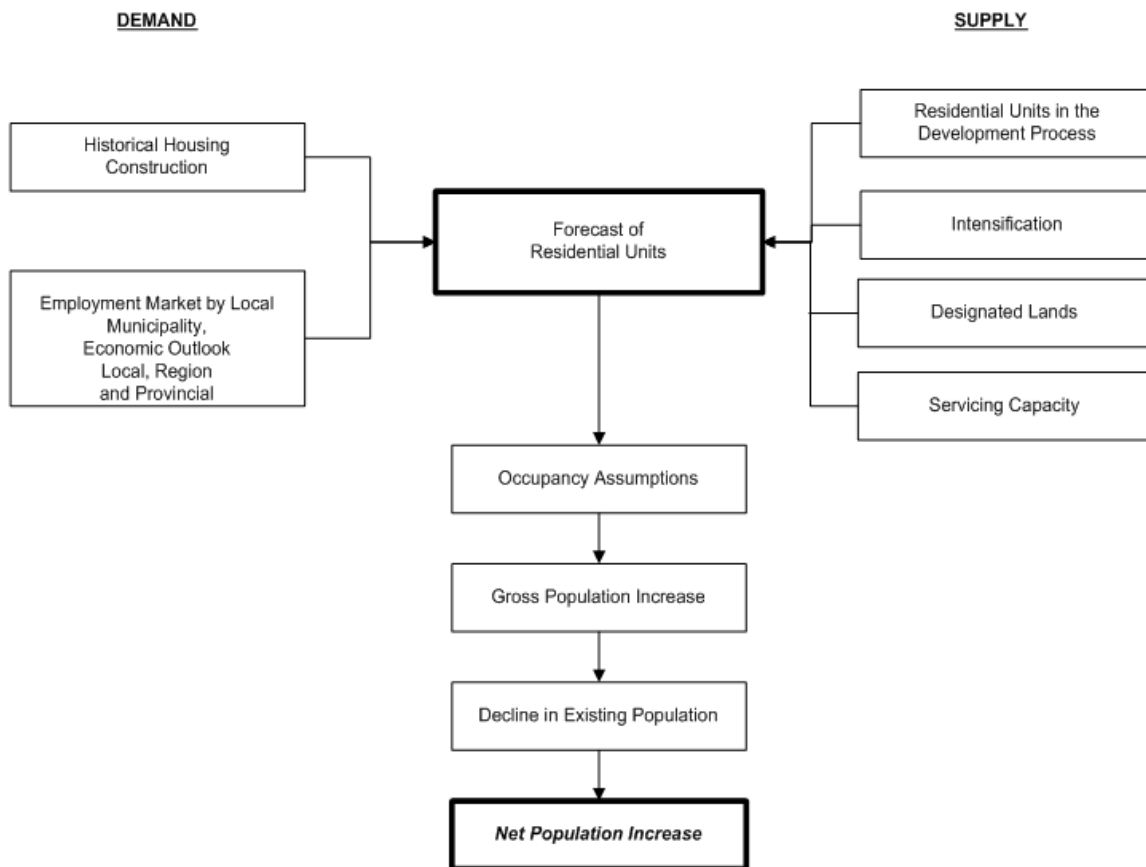 DEMAND
SUPPLY
Historical Housing
Construction
Employment Market by Local
Municipality,
Economic Outlook
Local, Region
and Provincial
Forecast of
Residential Units
Residential Units in the
Development Process
Intensification
Designated Lands
Servicing Capacity
Occupancy Assumptions
Gross Population Increase
Decline in Existing Population
Net Population Increase